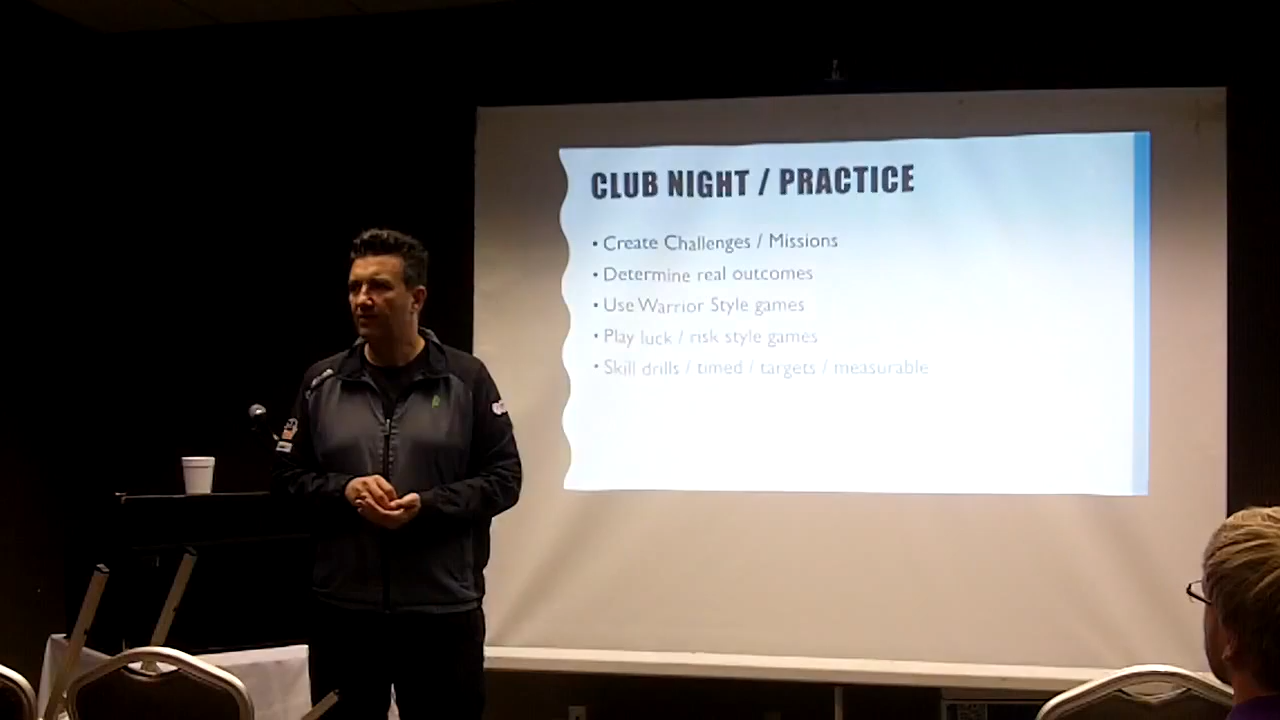 CLUB NIGHT / PRACTICE
• Create Challenges / Missions
• Determine real outcomes
• Use Warrior Style games
• Play luck / risk style games
• Skill drills / timed / targets / measurable